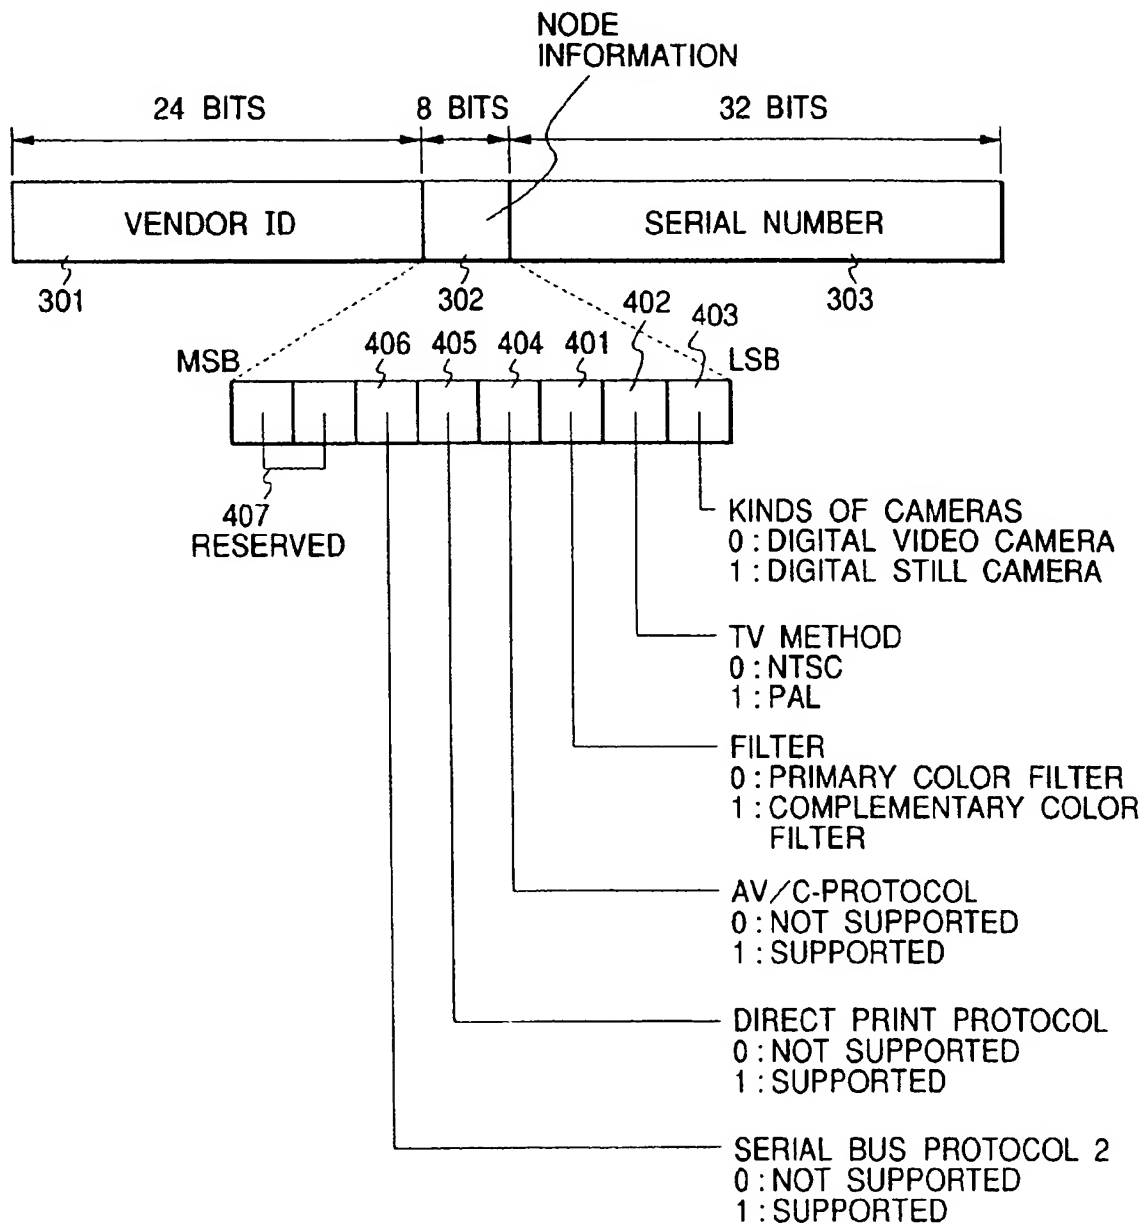 NODE
INFORMATION
24 BITS
8 BITS
32 BITS
VENDOR ID
SERIAL NUMBER
301
302
402
303
403
MSB
406
405
404
401
LSB
407
RESERVED
KINDS OF CAMERAS
0 : DIGITAL VIDEO CAMERA
1 : DIGITAL STILL CAMERA
TV METHOD
0 : NTSC
1 : PAL
FILTER
0 : PRIMARY COLOR FILTER
1 : COMPLEMENTARY COLOR
FILTER
AV/C-PROTOCOL
0 : NOT SUPPORTED
1 : SUPPORTED
DIRECT PRINT PROTOCOL
0 : NOT SUPPORTED
1 : SUPPORTED
SERIAL BUS PROTOCOL 2
0 : NOT SUPPORTED
1 : SUPPORTED